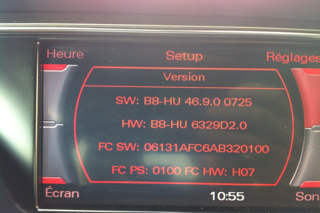 Heure Setup Réglages
Version
SW: B8-HU 46.9.0 0725
HW: B8-HU 6329D2.0
FC SW: 06131AFC6AB320100
FC PS: 0100 FC HW: H07
Écran 10:55 Son